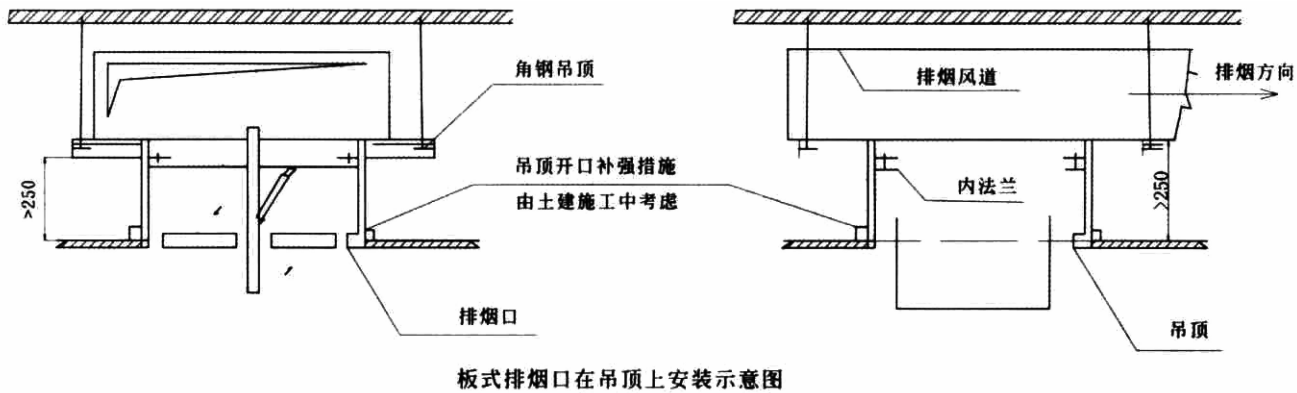 角钢吊顶
>250
吊顶开口补强措施
由土建施工中考虑
排烟口
排烟风道
排烟方向
内法兰
>250
吊顶
板式排烟口在吊顶上安装示意图